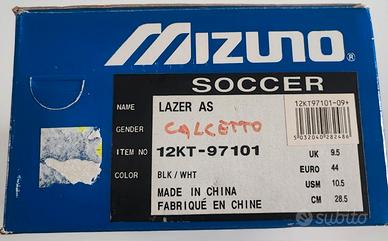 MIZUNO®
SOCCER
NAME LAZER AS
12KT97101-09*
GENDER CALCETTO
5032040282486
ITEM NO 12KT-97101
UK 9.5
COLOR BLK / WHT
EURO 44
MADE IN CHINA
USM 10.5
FABRIQUÉ EN CHINE
CM 28.5
subito